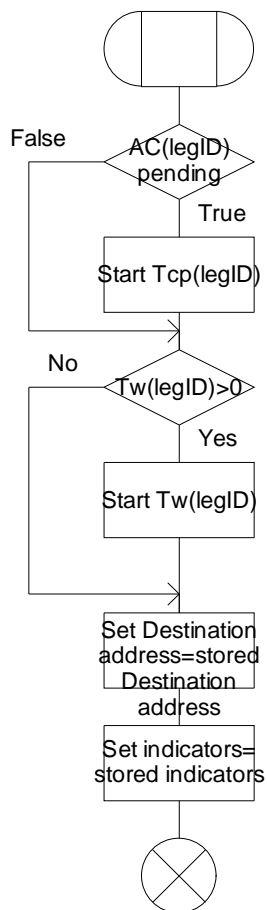 False
AC(legID)
pending
True
Start Tcp(legID)
No
Tw(legID)>0
Yes
Start Tw(legID)
Set Destination
address=stored
Destination
address
Set indicators=
stored indicators